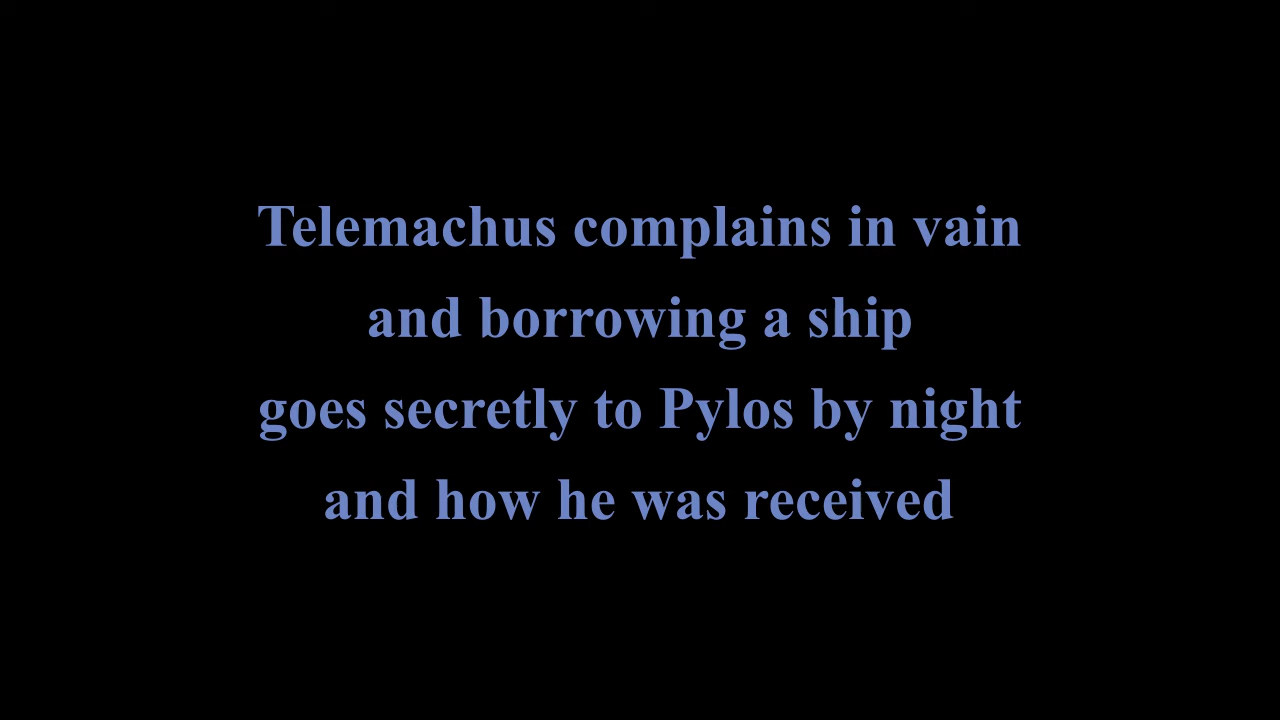 Telemachus complains in vain
and borrowing a ship
goes secretly to Pylos by night
and how he was received